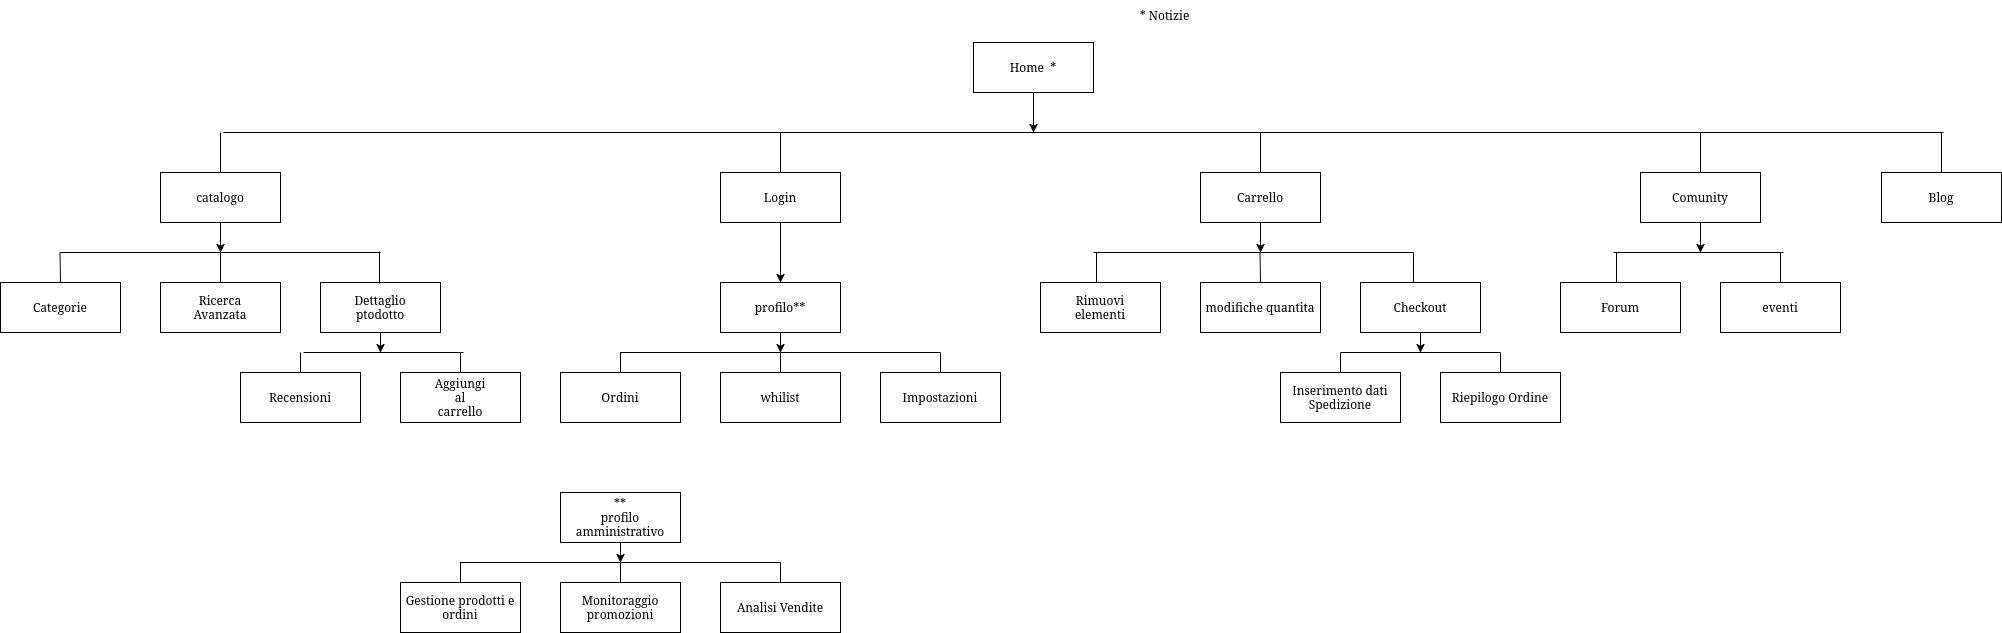 * Notizie
Home *
catalogo
Login
Carrello
Comunity
Blog
Categorie
Ricerca
Avanzata
Dettaglio
ptodotto
profilo**
Rimuovi
elementi
modifiche quantita
Checkout
Forum
eventi
Recensioni
Aggiungi
al
carrello
Ordini
whilist
Impostazioni
Inserimento dati
Spedizione
Riepilogo Ordine
**
profilo
amministrativo
Gestione prodotti e
ordini
Monitoraggio
promozioni
Analisi Vendite